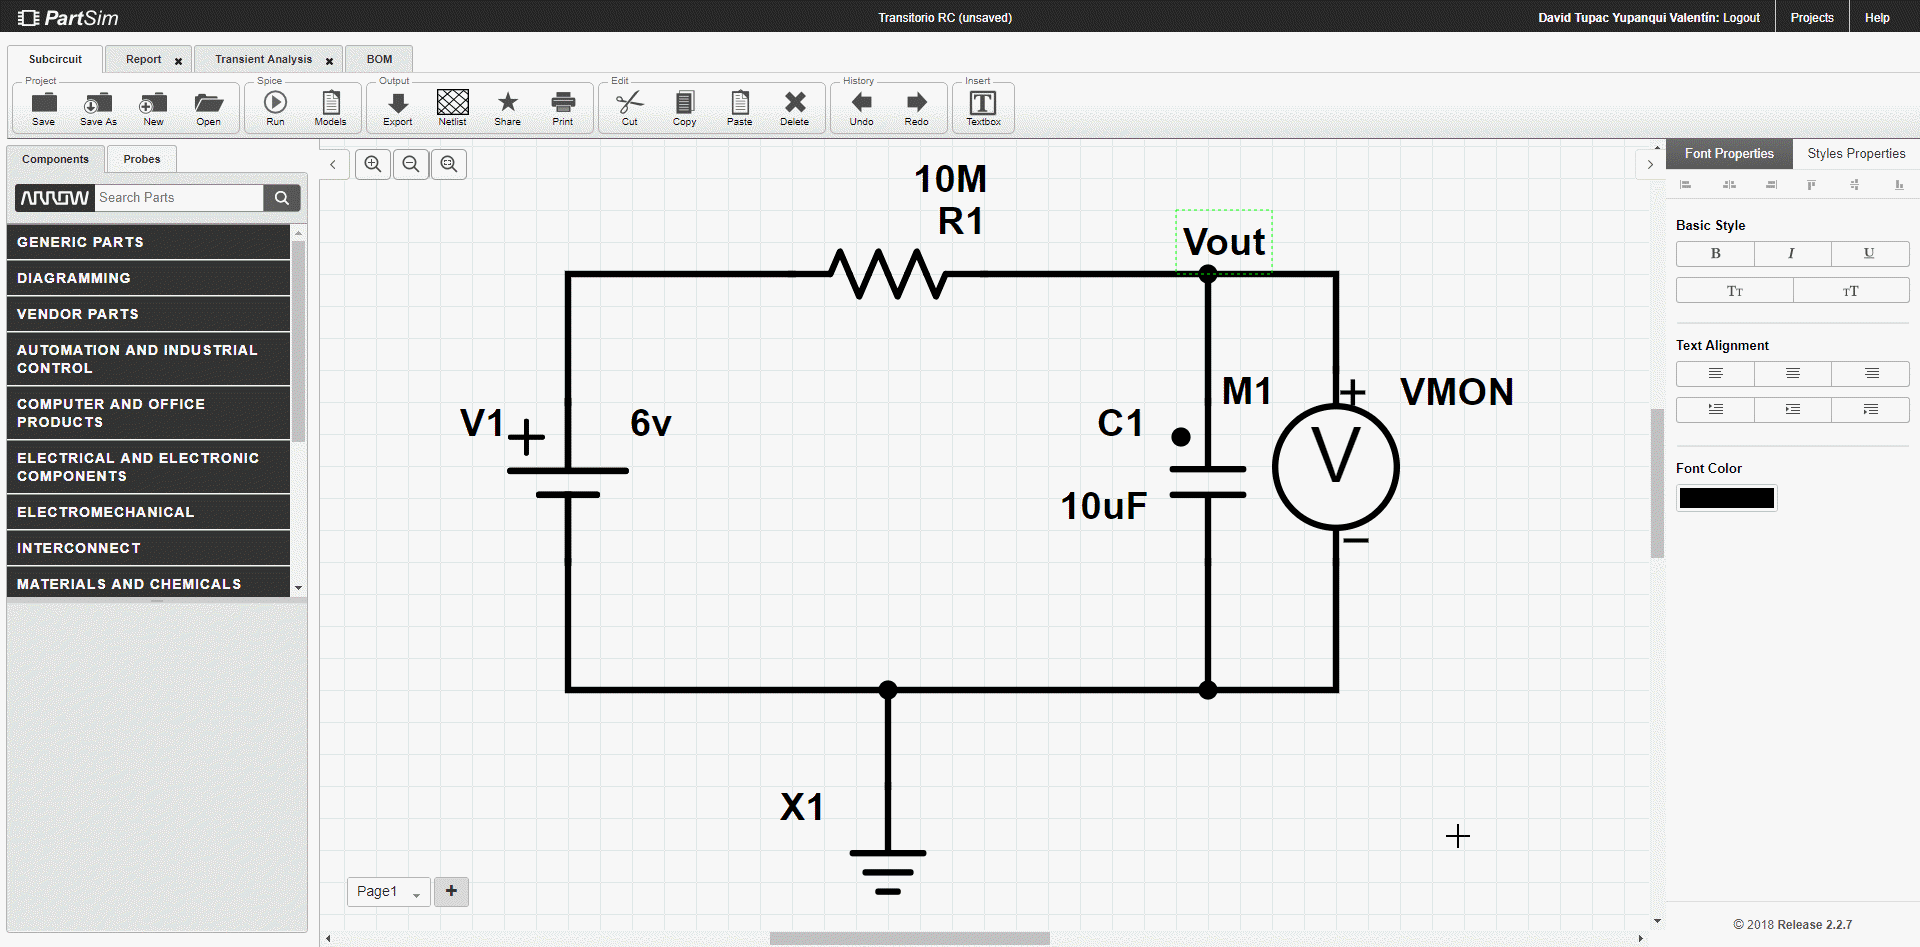 PartSim
Transitorio RC (unsaved)
David Tupac Yupanqui Valentín: Logout
Projects
Help
Subcircuit
Report
Transient Analysis
BOM
Project
Spice
Output
Edit
History
Insert
Save
Save As
New
Open
Run
Models
Export
Netlist
Share
Print
Cut
Copy
Paste
Delete
Undo
Redo
Textbox
Components
Probes
ARROW
Search Parts
GENERIC PARTS
DIAGRAMMING
VENDOR PARTS
AUTOMATION AND INDUSTRIAL
CONTROL
COMPUTER AND OFFICE
PRODUCTS
ELECTRICAL AND ELECTRONIC
COMPONENTS
ELECTROMECHANICAL
INTERCONNECT
MATERIALS AND CHEMICALS
10M
R1
Vout
V1
6v
C1
10uF
M1
VMON
V
X1
Page1
Font Properties
Styles Properties
Basic Style
B
I
U
TT
TT
Text Alignment
Font Color
© 2018 Release 2.2.7